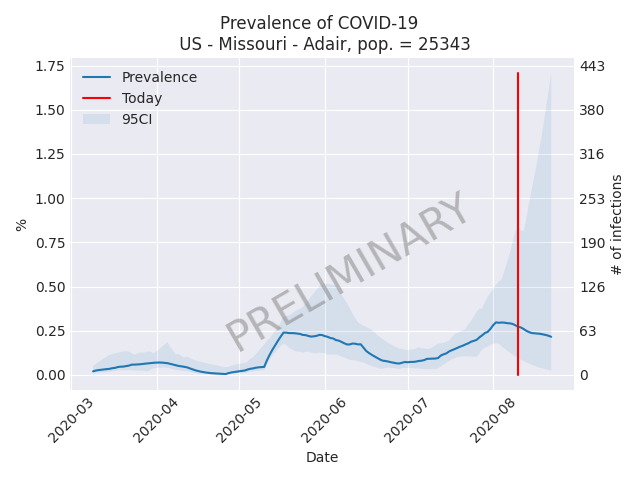 Prevalence of COVID-19
US - Missouri - Adair, pop. = 25343
Prevalence
Today
95CI
1.75
1.50
1.25
1.00
0.75
0.50
0.25
0.00
%
443
380
316
253
190
126
63
0
# of infections
PRELIMINARY
2020-03
2020-04
2020-05
2020-06
2020-07
2020-08
Date